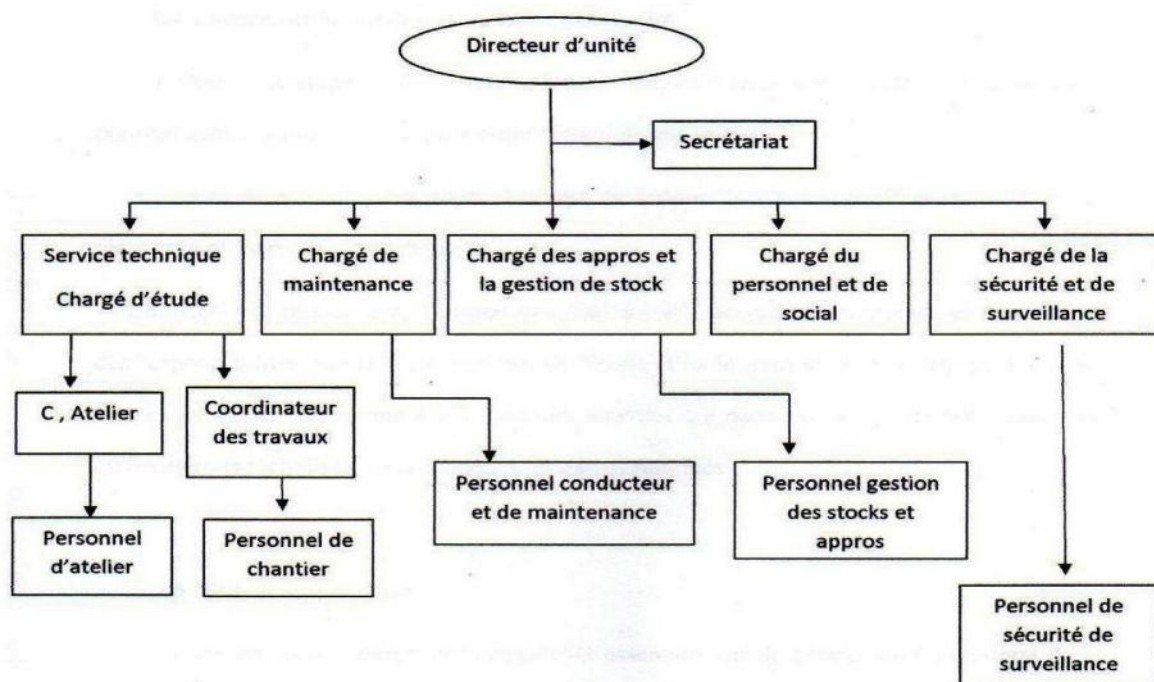 Directeur d'unité
Secrétariat
Service technique
Chargé d'étude
Chargé de
maintenance
Chargé des appros et
la gestion de stock
Chargé du
personnel et de
social
Chargé de la
sécurité et de
surveillance
C , Atelier
Coordinateur
des travaux
Personnel conducteur
et de maintenance
Personnel gestion
des stocks et
appros
Personnel
d'atelier
Personnel de
chantier
Personnel de
sécurité de
surveillance